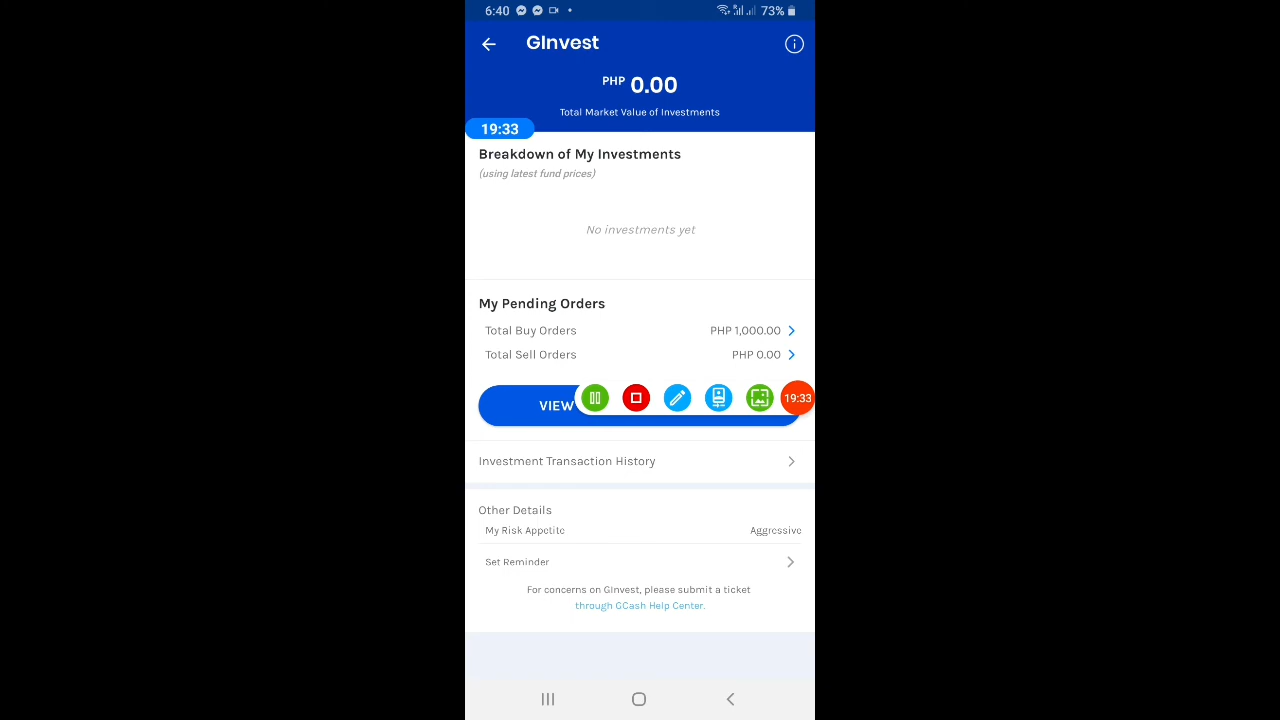 6:40 73%
GInvest
PHP 0.00
Total Market Value of Investments
19:33
Breakdown of My Investments
(using latest fund prices)
No investments yet
My Pending Orders
Total Buy Orders PHP 1,000.00
Total Sell Orders PHP 0.00
VIEW
19:33
Investment Transaction History
Other Details
My Risk Appetite Aggressive
Set Reminder
For concerns on GInvest, please submit a ticket
through GCash Help Center.